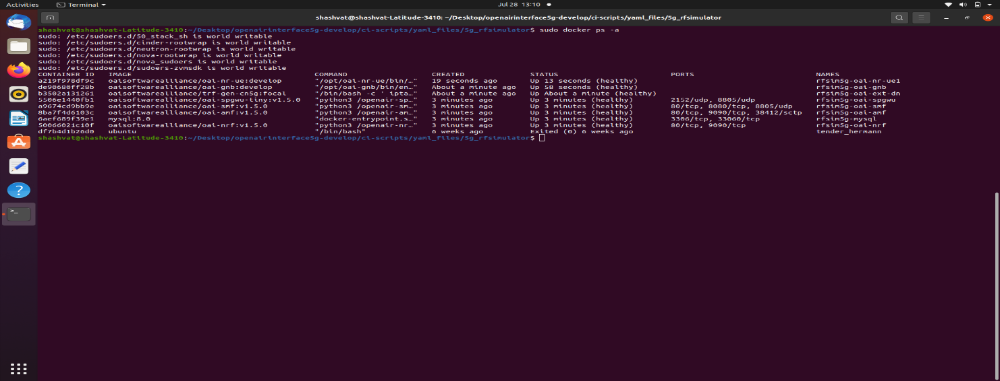 Activities Terminal Jul 28 13:10
shashvat@shashvat-Latitude-3410: ~/Desktop/openairinterface5g-develop/ci-scripts/yaml_files/5g_rfsimulator
shashvat@shashvat-Latitude-3410:~/Desktop/openairinterface5g-develop/ci-scripts/yaml_files/5g_rfsimulator$ sudo docker ps -a
sudo: /etc/sudoers.d/50_stack_sh is world writable
sudo: /etc/sudoers.d/cinder-rootwrap is world writable
sudo: /etc/sudoers.d/neutron-rootwrap is world writable
sudo: /etc/sudoers.d/nova-rootwrap is world writable
sudo: /etc/sudoers.d/nova_sudoers is world writable
sudo: /etc/sudoers.d/sudoers-zvmsdk is world writable
CONTAINER ID IMAGE COMMAND CREATED STATUS PORTS NAMES
a219f978df9c oaisoftwarealliance/oai-nr-ue:develop "/opt/oai-nr-ue/bin/…" 19 seconds ago Up 13 seconds (healthy) rfsim5g-oai-nr-ue1
de90680ff28b oaisoftwarealliance/oai-gnb:develop "/opt/oai-gnb/bin/en…" About a minute ago Up 58 seconds (healthy) rfsim5g-oai-gnb
b3502a131261 oaisoftwarealliance/trf-gen-cn5g:focal "/bin/bash -c ' ipta…" About a minute ago Up About a minute (healthy) rfsim5g-oai-ext-dn
5506e1440fb1 oaisoftwarealliance/oai-spgwu-tiny:v1.5.0 "python3 /openair-sp…" 3 minutes ago Up 3 minutes (healthy) 2152/udp, 8805/udp rfsim5g-oai-spgwu
a9674cd9bb9e oaisoftwarealliance/oai-smf:v1.5.0 "python3 /openair-sm…" 3 minutes ago Up 3 minutes (healthy) 80/tcp, 8080/tcp, 8805/udp rfsim5g-oai-smf
8ba7f4d6103c oaisoftwarealliance/oai-amf:v1.5.0 "python3 /openair-am…" 3 minutes ago Up 3 minutes (healthy) 80/tcp, 9090/tcp, 38412/sctp rfsim5g-oai-amf
6aef689f39e1 mysql:8.0 "docker-entrypoint.s…" 3 minutes ago Up 3 minutes (healthy) 3306/tcp, 33060/tcp rfsim5g-mysql
50066021c10f oaisoftwarealliance/oai-nrf:v1.5.0 "python3 /openair-nr…" 3 minutes ago Up 3 minutes (healthy) 80/tcp, 9090/tcp rfsim5g-oai-nrf
df7b4d1b26d0 ubuntu "/bin/bash" 6 weeks ago Exited (0) 6 weeks ago tender_hermann
shashvat@shashvat-Latitude-3410:~/Desktop/openairinterface5g-develop/ci-scripts/yaml_files/5g_rfsimulator$